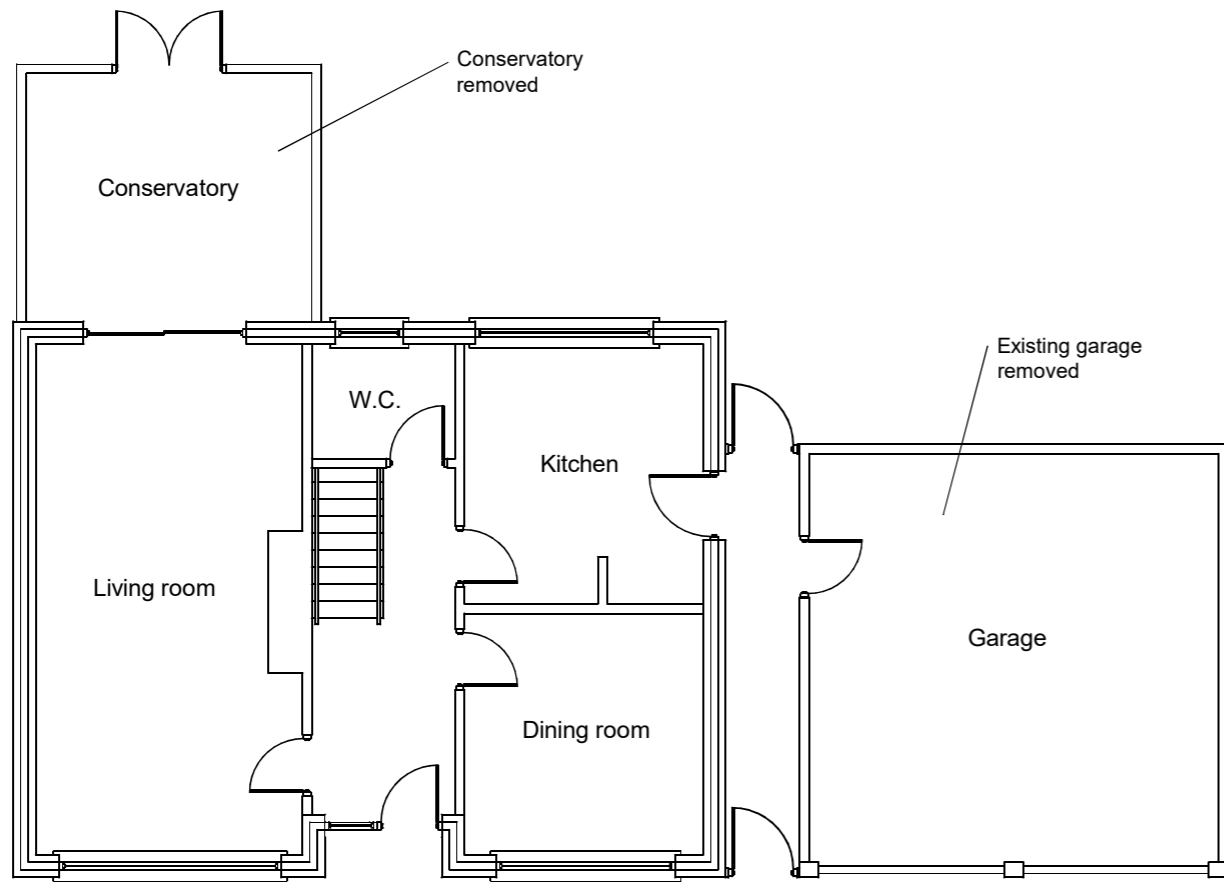 Conservatory
removed
Conservatory
Existing garage
removed
W.C.
Kitchen
Living room
Garage
Dining room